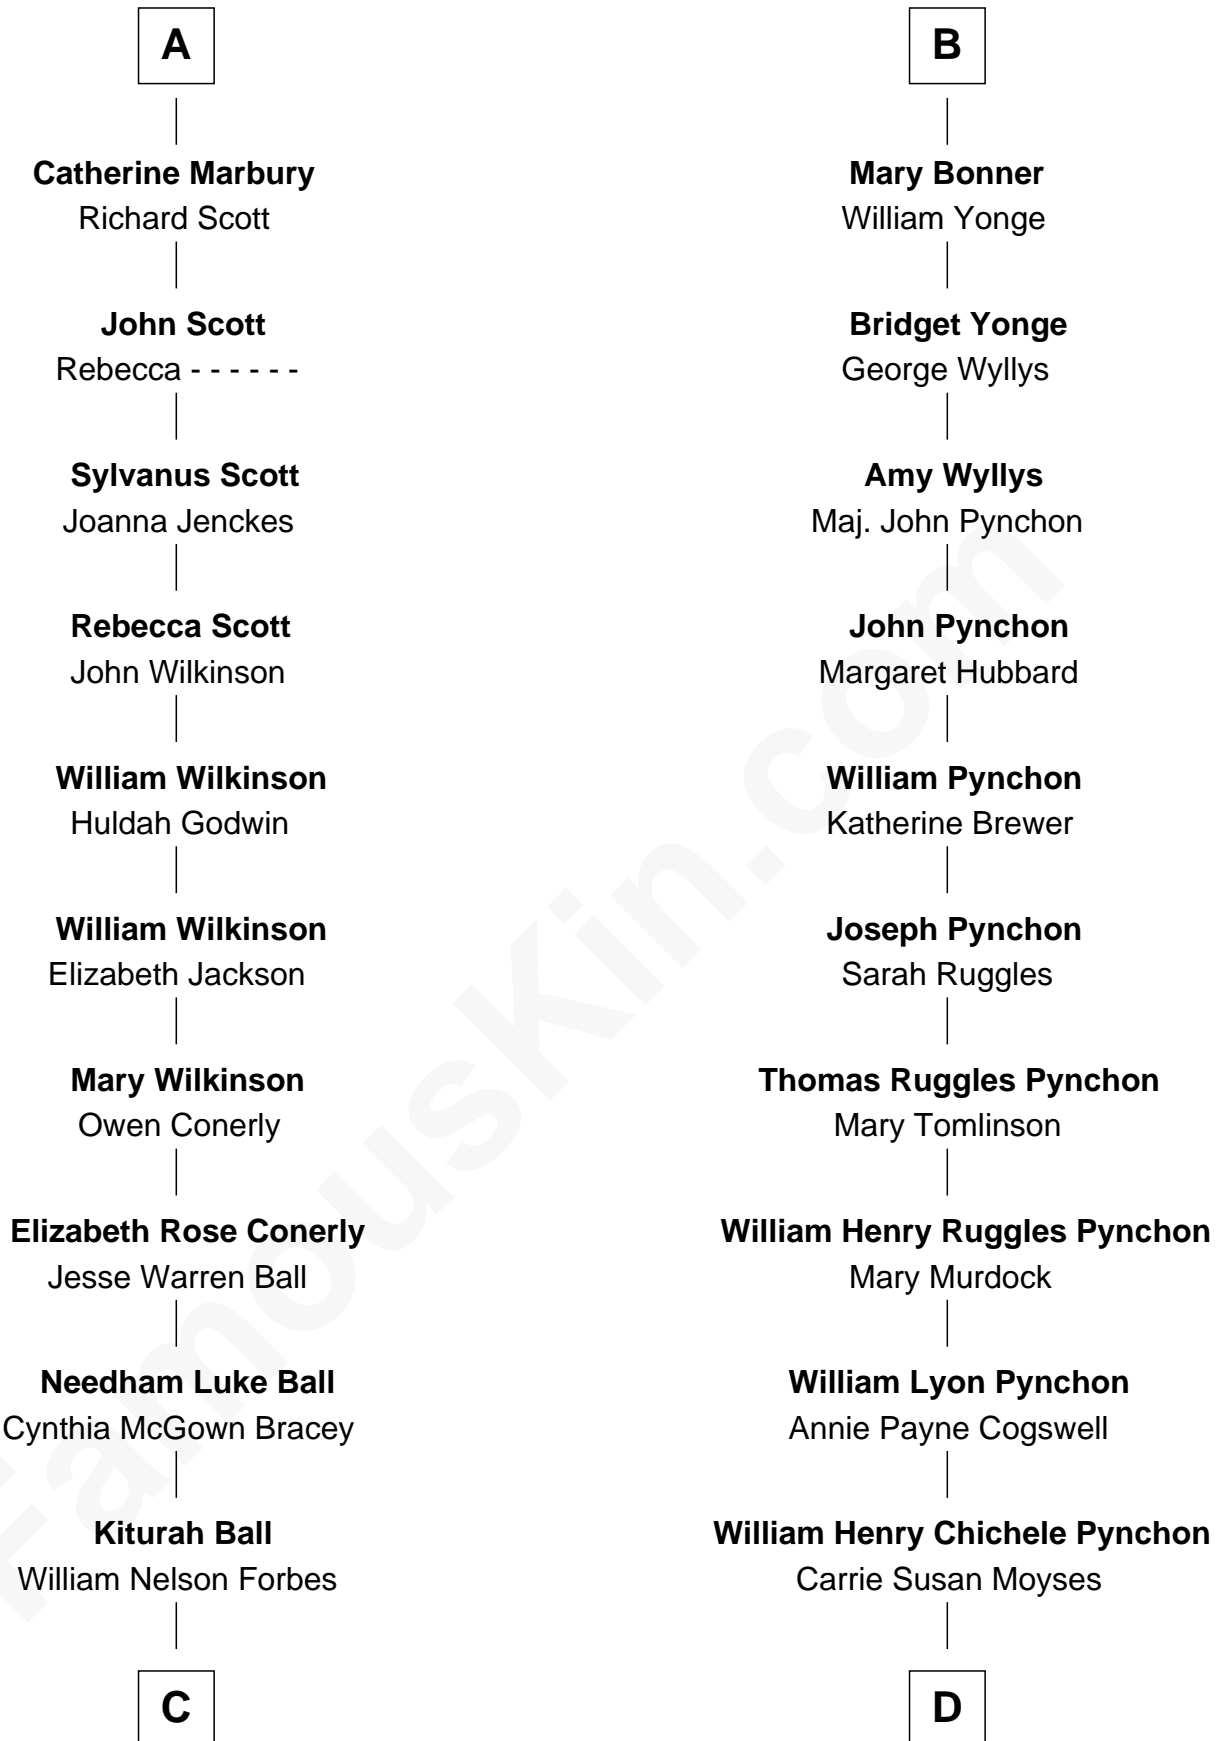 A
Catherine Marbury
Richard Scott
John Scott
Rebecca - - - - - -
Sylvanus Scott
Joanna Jenckes
Rebecca Scott
John Wilkinson
William Wilkinson
Huldah Godwin
William Wilkinson
Elizabeth Jackson
Mary Wilkinson
Owen Conerly
Elizabeth Rose Conerly
Jesse Warren Ball
Needham Luke Ball
Cynthia McGown Bracey
Kiturah Ball
William Nelson Forbes
C
B
Mary Bonner
William Yonge
Bridget Yonge
George Wyllys
Amy Wyllys
Maj. John Pynchon
John Pynchon
Margaret Hubbard
William Pynchon
Katherine Brewer
Joseph Pynchon
Sarah Ruggles
Thomas Ruggles Pynchon
Mary Tomlinson
William Henry Ruggles Pynchon
Mary Murdock
William Lyon Pynchon
Annie Payne Cogswell
William Henry Chichele Pynchon
Carrie Susan Moyses
D
FamousKin.com